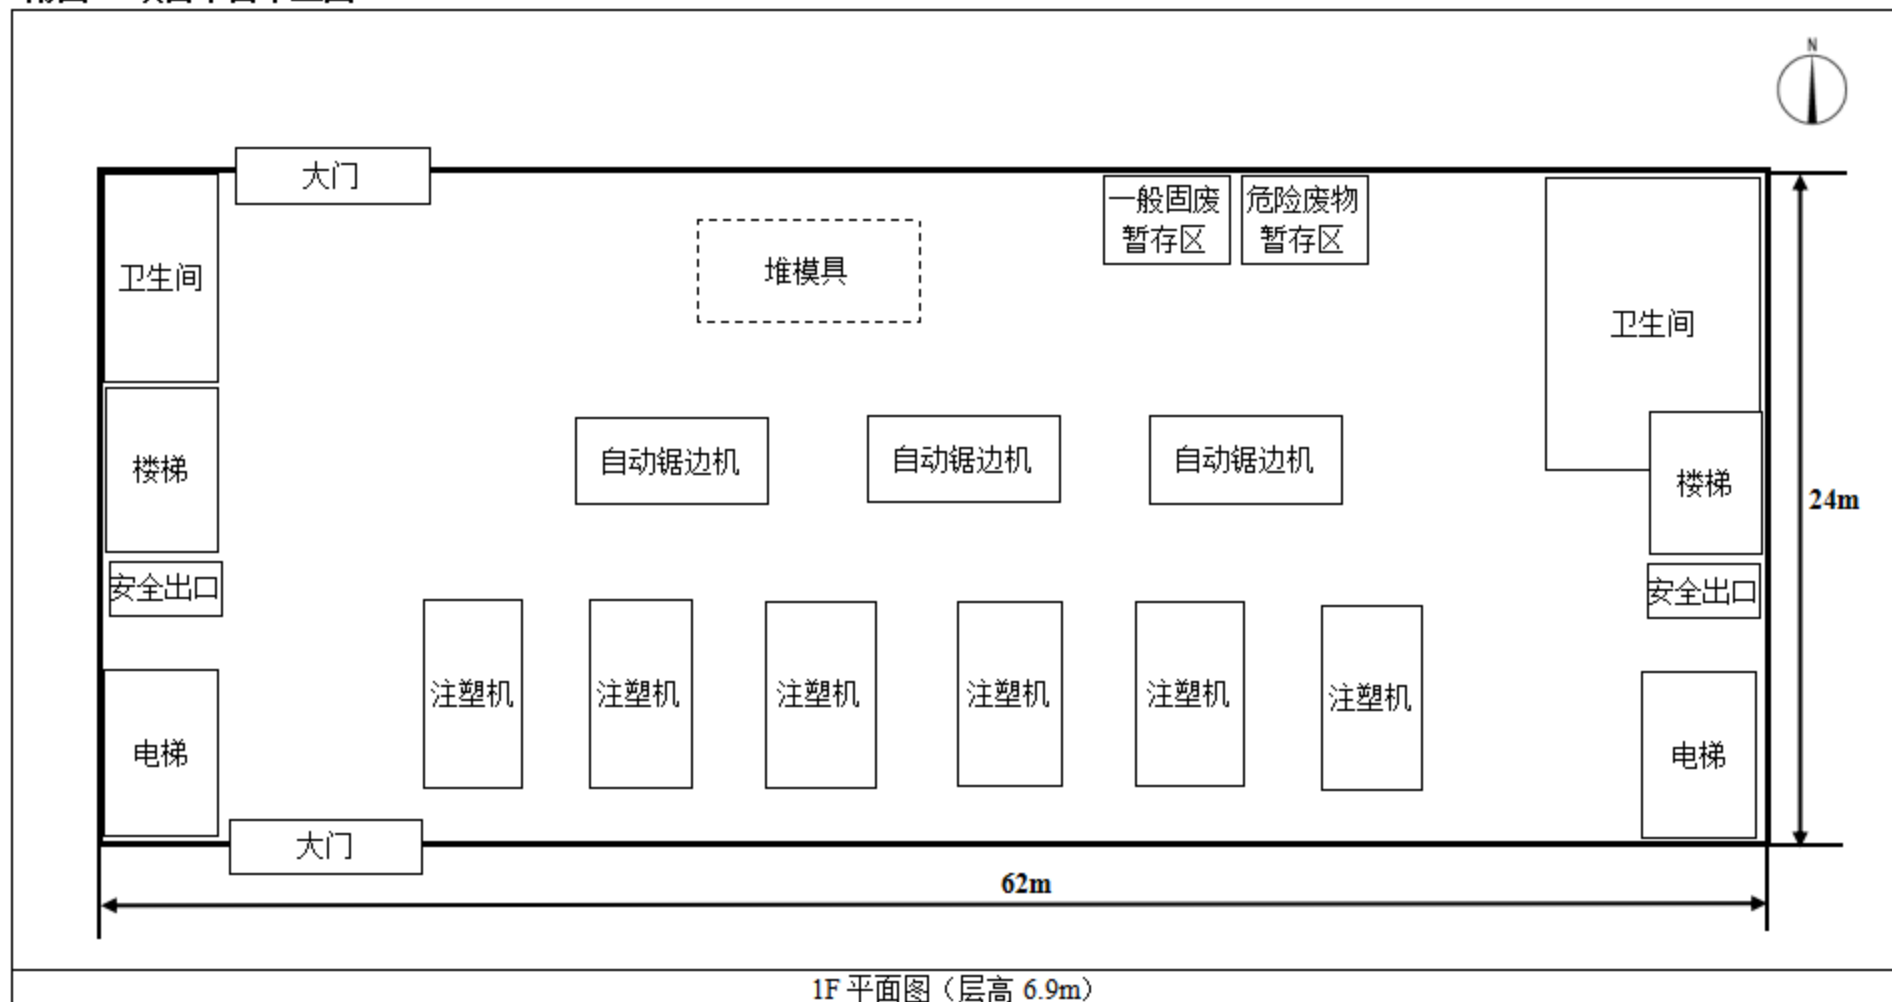 N
大门
一般固废
暂存区
危险废物
暂存区
卫生间
堆模具
卫生间
自动锯边机
自动锯边机
自动锯边机
楼梯
楼梯
24m
安全出口
安全出口
注塑机
注塑机
注塑机
注塑机
注塑机
注塑机
电梯
电梯
大门
62m
1F 平面图（层高 6.9m）